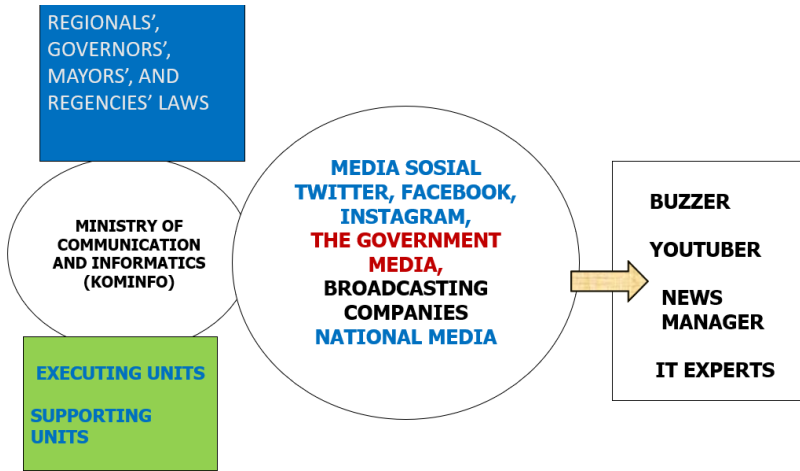 REGIONALS’,
GOVERNORS’,
MAYORS’, AND
REGENCIES’ LAWS
MINISTRY OF
COMMUNICATION
AND INFORMATICS
(KOMINFO)
EXECUTING UNITS
SUPPORTING
UNITS
MEDIA SOSIAL
TWITTER, FACEBOOK,
INSTAGRAM,
THE GOVERNMENT
MEDIA,
BROADCASTING
COMPANIES
NATIONAL MEDIA
BUZZER
YOUTUBER
NEWS
MANAGER
IT EXPERTS